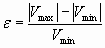 ε = (|V_max| − |V_min|) / V_min